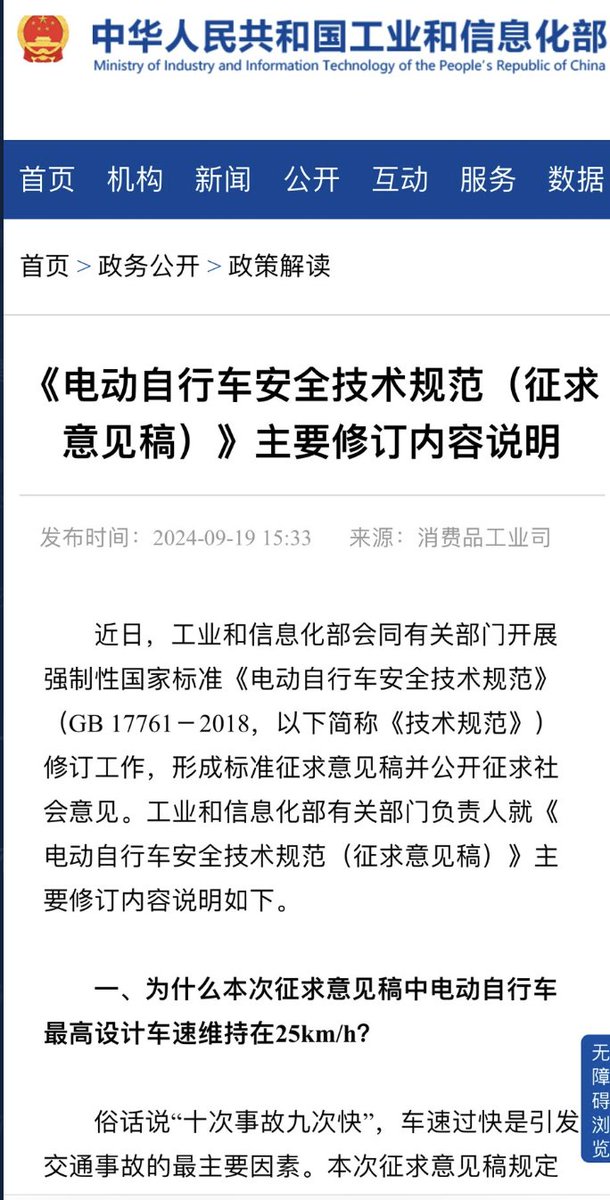 中华人民共和国工业和信息化部
Ministry of Industry and Information Technology of the People's Republic of China
首页 机构 新闻 公开 互动 服务 数据
首页 > 政务公开 > 政策解读
《电动自行车安全技术规范（征求
意见稿）》主要修订内容说明
发布时间：2024-09-19 15:33 来源：消费品工业司
近日，工业和信息化部会同有关部门开展
强制性国家标准《电动自行车安全技术规范》
（GB 17761－2018，以下简称《技术规范》）
修订工作，形成标准征求意见稿并公开征求社
会意见。工业和信息化部有关部门负责人就《
电动自行车安全技术规范（征求意见稿）》主
要修订内容说明如下。
一、为什么本次征求意见稿中电动自行车
最高设计车速维持在25km/h？
俗话说“十次事故九次快”，车速过快是引发
交通事故的最主要因素。本次征求意见稿规定
无障碍浏览